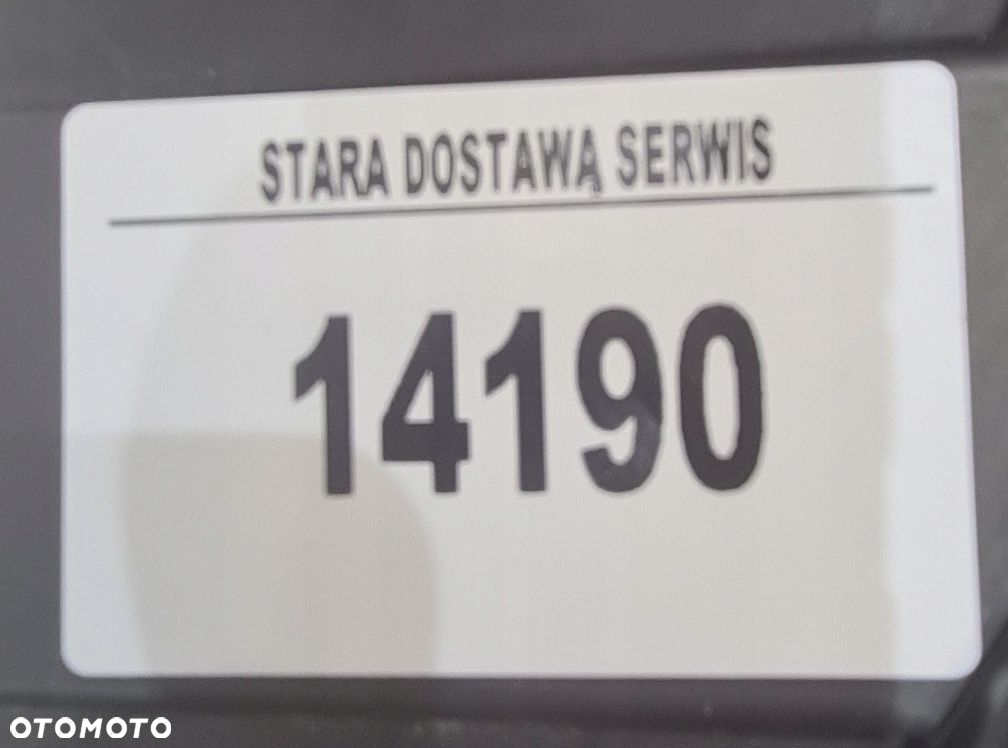 STARA DOSTAWĄ SERWIS
14190
OTOMOTO